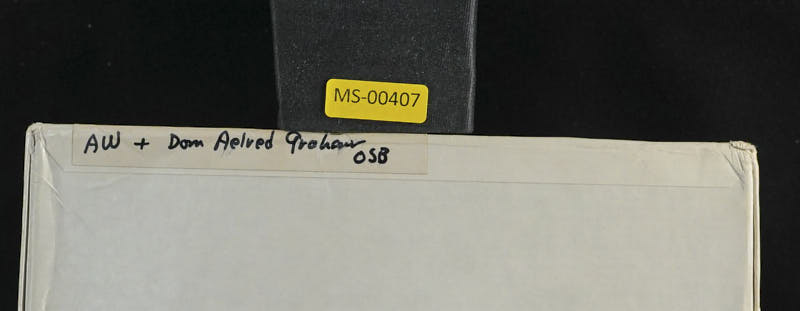 MS-00407
AW + Dom Aelred Graham
OSB